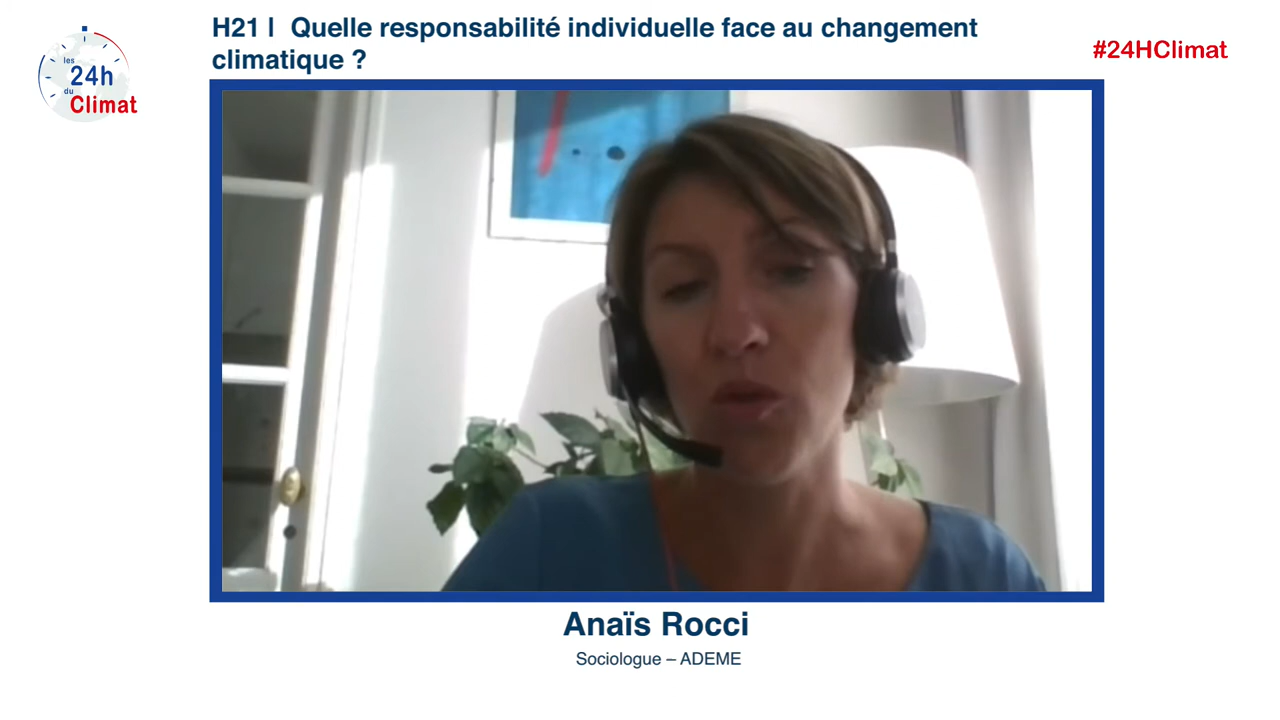 H21 l  Quelle responsabilité individuelle face au changement
climatique ?
#24HClimat
les
24h
du
Climat
Anaïs Rocci
Sociologue – ADEME